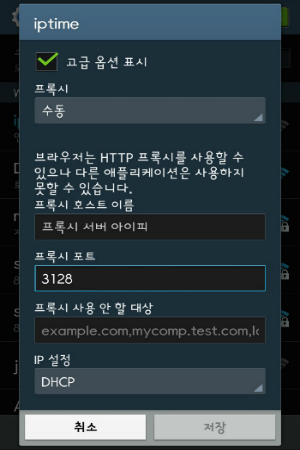 iptime
고급 옵션 표시
프록시
수동
브라우저는 HTTP 프록시를 사용할 수
있으나 다른 애플리케이션은 사용하지
못할 수 있습니다.
프록시 호스트 이름
프록시 서버 아이피
프록시 포트
3128
프록시 사용 안 할 대상
example.com,mycomp.test.com,lo
IP 설정
DHCP
취소
저장